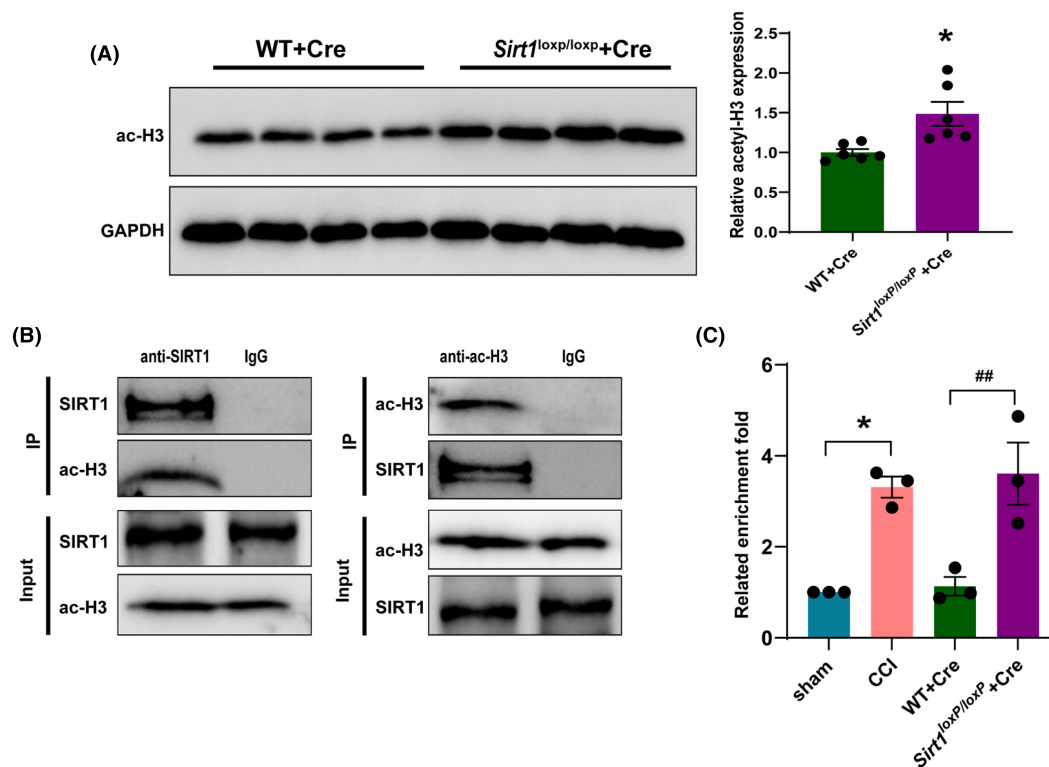 (A)
WT+Cre
Sirt1loxp/loxp+Cre
ac-H3
GAPDH
Relative acetyl-H3 expression
2.5
2.0
1.5
1.0
0.5
0.0
*
WT+Cre
Sirt1loxP/loxP +Cre
(B)
anti-SIRT1 IgG
IP
SIRT1
ac-H3
Input
SIRT1
ac-H3
anti-ac-H3 IgG
IP
ac-H3
SIRT1
Input
ac-H3
SIRT1
(C)
Related enrichment fold
6
4
2
0
*
##
sham
CCI
WT+Cre
Sirt1loxP/loxP +Cre